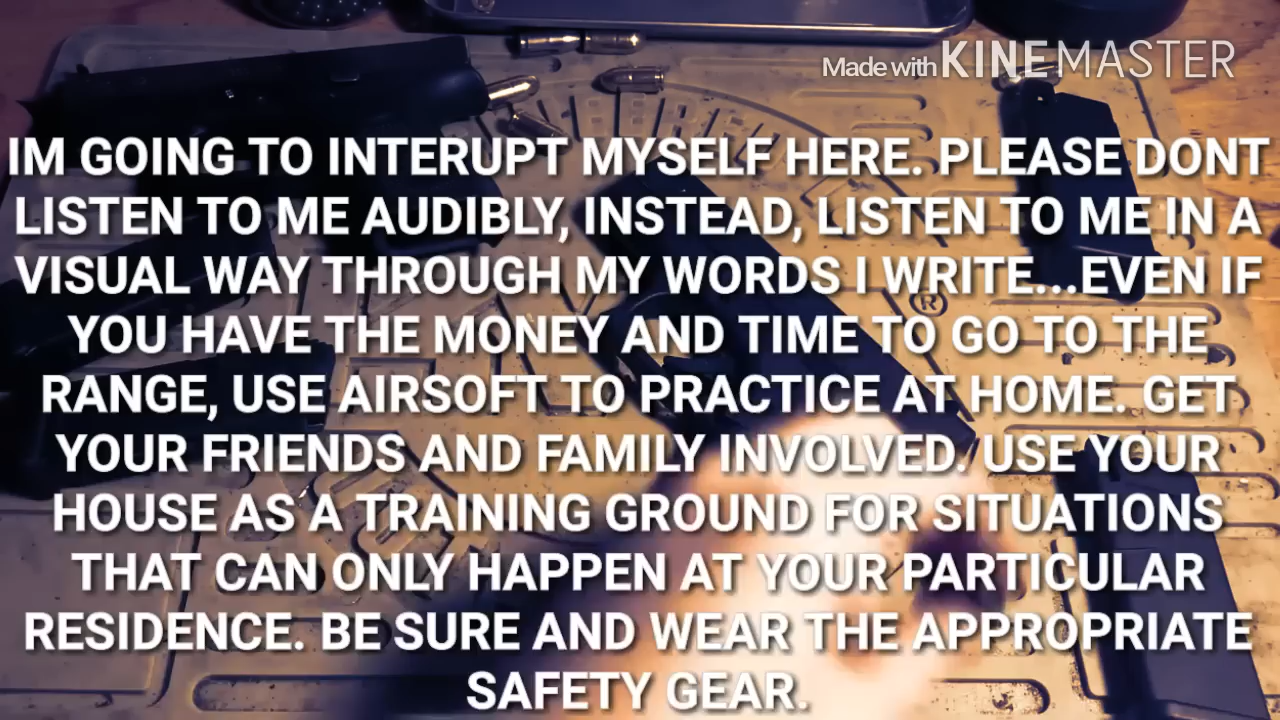 Made with KINEMASTER
IM GOING TO INTERUPT MYSELF HERE. PLEASE DONT
LISTEN TO ME AUDIBLY, INSTEAD, LISTEN TO ME IN A
VISUAL WAY THROUGH MY WORDS I WRITE...EVEN IF
YOU HAVE THE MONEY AND TIME TO GO TO THE
RANGE, USE AIRSOFT TO PRACTICE AT HOME. GET
YOUR FRIENDS AND FAMILY INVOLVED. USE YOUR
HOUSE AS A TRAINING GROUND FOR SITUATIONS
THAT CAN ONLY HAPPEN AT YOUR PARTICULAR
RESIDENCE. BE SURE AND WEAR THE APPROPRIATE
SAFETY GEAR.